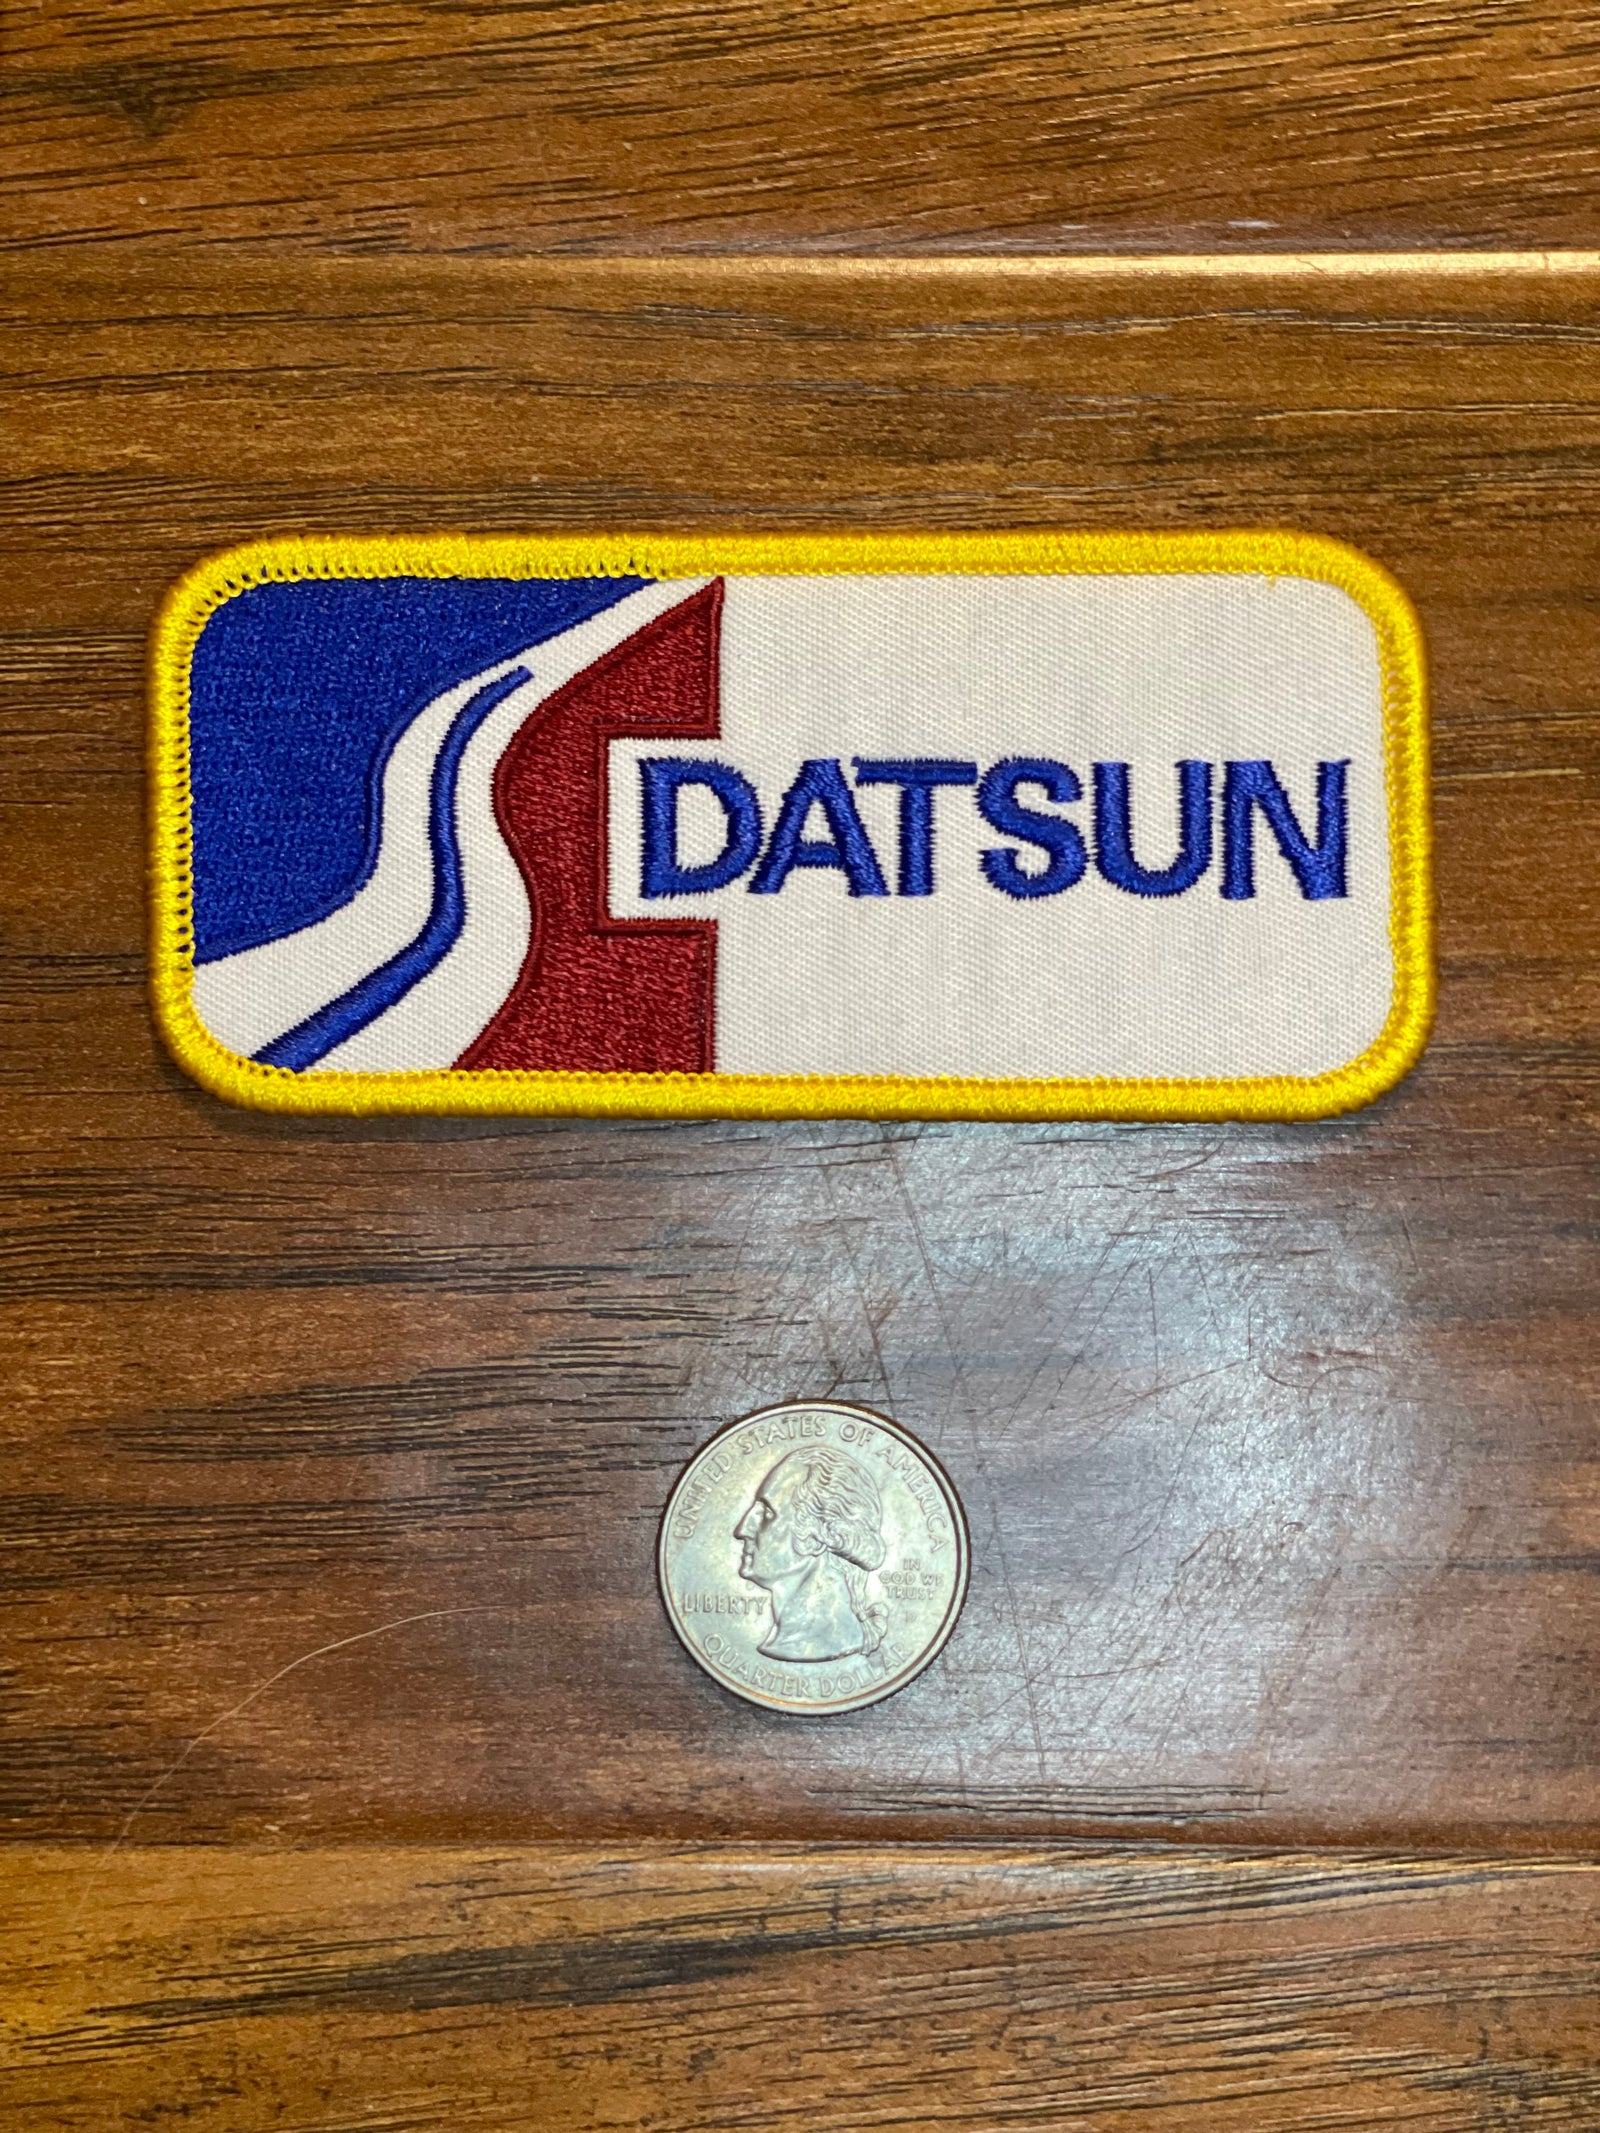 DATSUN
UNITED STATES OF AMERICA
IN
GOD WE
TRUST
D
LIBERTY
QUARTER DOLLAR